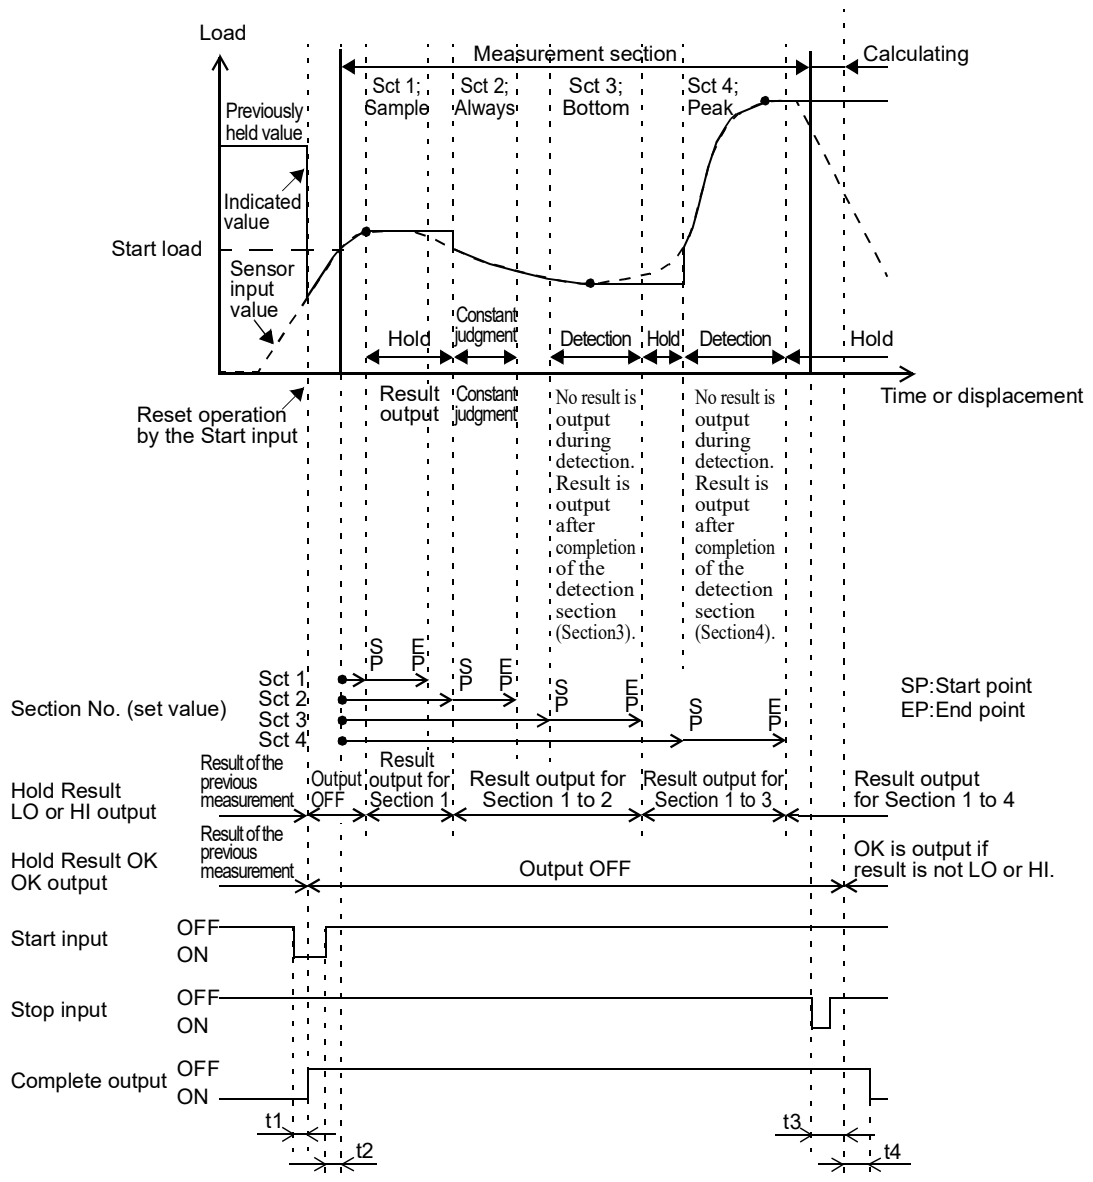 Load
Measurement section
Calculating
Sct 1;
Sample
Sct 2;
Always
Sct 3;
Bottom
Sct 4;
Peak
Previously
held value
Indicated
value
Start load
Sensor
input
value
Hold
Constant
judgment
Detection
Hold
Detection
Hold
Time or displacement
Reset operation
by the Start input
Result
output
Constant
judgment
No result is
output
during
detection.
Result is
output
after
completion
of the
detection
section
(Section3).
No result is
output
during
detection.
Result is
output
after
completion
of the
detection
section
(Section4).
Section No. (set value)
Sct 1
Sct 2
Sct 3
Sct 4
S
P
E
P
S
P
E
P
S
P
E
P
S
P
E
P
SP:Start point
EP:End point
Hold Result
LO or HI output
Result of the
previous
measurement
Output
OFF
Result
output for
Section 1
Result output for
Section 1 to 2
Result output for
Section 1 to 3
Result output
for Section 1 to 4
Hold Result OK
OK output
Result of the
previous
measurement
Output OFF
OK is output if
result is not LO or HI.
Start input
OFF
ON
Stop input
OFF
ON
Complete output
OFF
ON
t1
t2
t3
t4